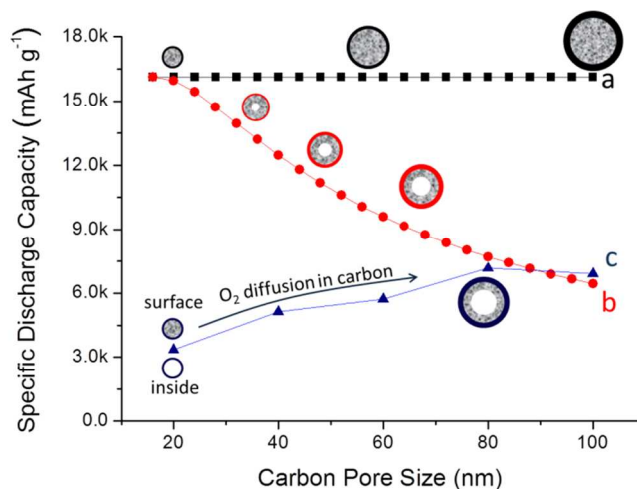 Specific Discharge Capacity (mAh g⁻¹)
18.0k
15.0k
12.0k
9.0k
6.0k
3.0k
0.0
a
c
b
O₂ diffusion in carbon
surface
inside
20
40
60
80
100
Carbon Pore Size (nm)